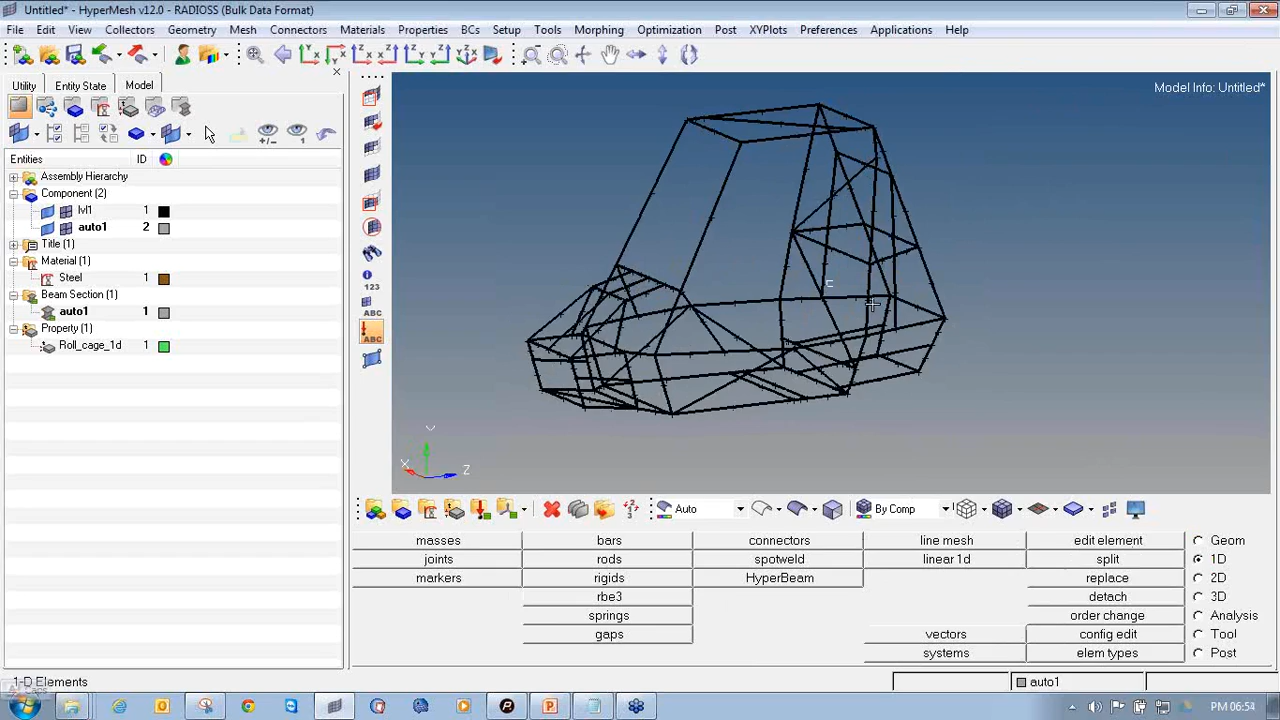 Untitled* - HyperMesh v12.0 - RADIOSS (Bulk Data Format)
File Edit View Collectors Geometry Mesh Connectors Materials Properties BCs Setup Tools Morphing Optimization Post XYPlots Preferences Applications Help
Utility Entity State Model
Model Info: Untitled*
Entities ID
Assembly Hierarchy
Component (2)
lvl1 1
auto1 2
Title (1)
Material (1)
Steel 1
Beam Section (1)
auto1 1
Property (1)
Roll_cage_1d 1
123
ABC
ABC
Y
X Z
Auto By Comp
masses bars connectors line mesh edit element Geom
joints rods spotweld linear 1d split 1D
markers rigids HyperBeam replace 2D
rbe3 detach 3D
springs order change Analysis
gaps vectors config edit Tool
systems elem types Post
1-D Elements auto1
PM 06:54